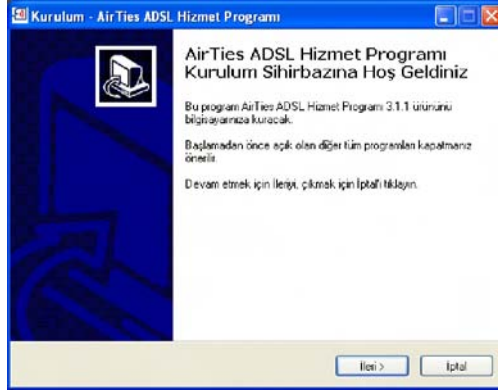 Kurulum - AirTies ADSL Hizmet Programı
AirTies ADSL Hizmet Programı
Kurulum Sihirbazına Hoş Geldiniz
Bu program AirTies ADSL Hizmet Programı 3.1.1 ürününü
bilgisayarınıza kuracak.
Başlamadan önce açık olan diğer tüm programları kapatmanız
önerilir.
Devam etmek için İleri'yi, çıkmak için İptal'i tıklayın.
İleri >
İptal